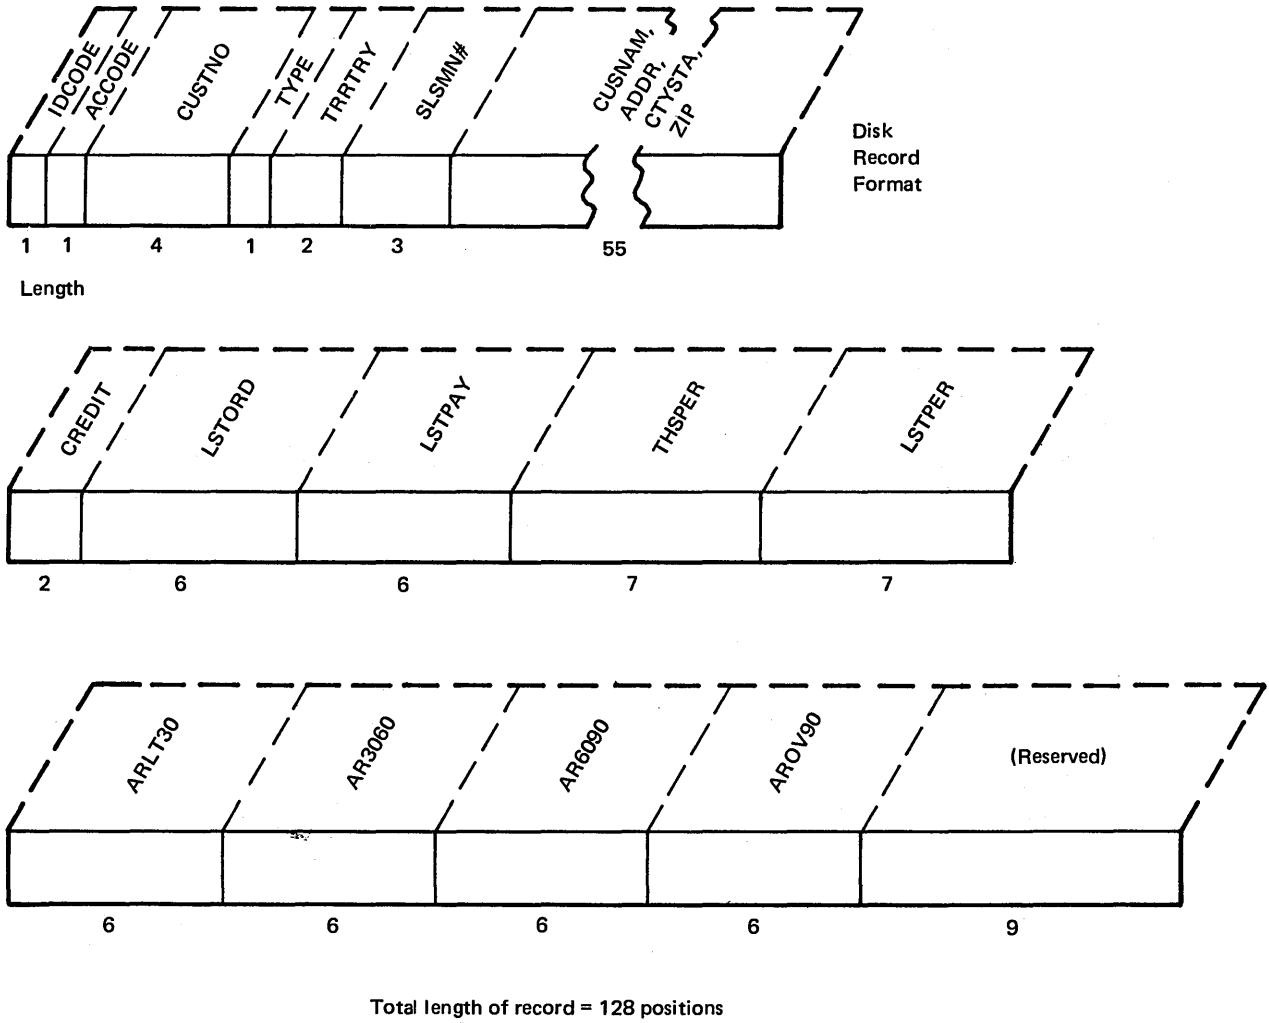 IDCODE
ACCODE
CUSTNO
TYPE
TRRTRY
SLSMN#
CUSNAM,
ADDR,
CTYSTA,
ZIP
Disk
Record
Format
1 1 4 1 2 3 55
Length
CREDIT
LSTORD
LSTPAY
THSPER
LSTPER
2 6 6 7 7
ARLT30
AR3060
AR6090
AROV90
(Reserved)
6 6 6 6 9
Total length of record = 128 positions